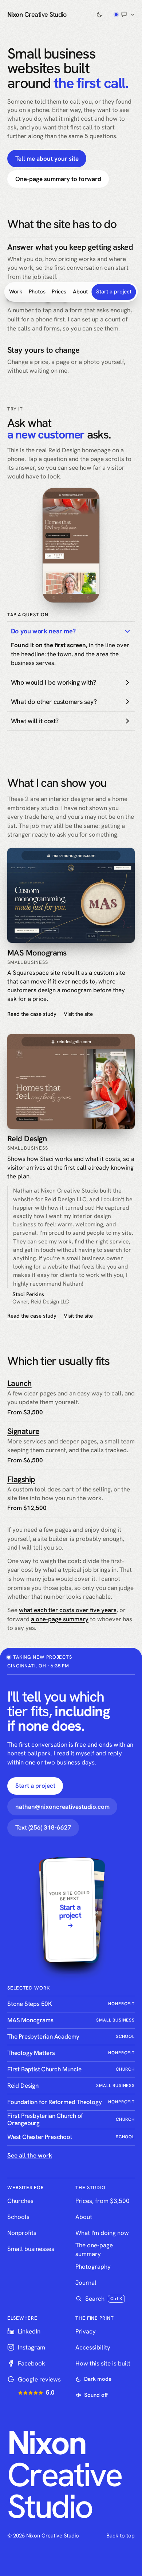 Nixon Creative Studio
Small business
websites built
around the first call.
Someone told them to call you, or they found
you on a phone. Either way, they want to see
what you do, what it might cost and how to
ask, and you want that first call to start
further along than the same 5 questions.
Tell me about your site
One-page summary to forward
What the site has to do
Answer what you keep getting asked
What you do, how pricing works and where
you work, so the first conversation can start
with the job itself.
Work Photos Prices About Start a project
A number to tap and a form that asks enough,
built for a phone first. I can set up a count of
the calls and forms, so you can see them.
Stay yours to change
Change a price, a page or a photo yourself,
without waiting on me.
TRY IT
Ask what
a new customer asks.
This is the real Reid Design homepage on a
phone. Tap a question and the page scrolls to
its answer, so you can see how a visitor
would have to look.
reiddesignllc.com
Homes that
feel
TAP A QUESTION
Do you work near me?
Found it on the first screen, in the line over
the headline: the town, and the area the
business serves.
Who would I be working with?
What do other customers say?
What will it cost?
What I can show you
These 2 are an interior designer and a home
monogrammer. Your line of work may not be on the
list. The job may still be the same: getting a
stranger ready to ask you for something.
mas-monograms.com
Custom
monogramming,
made just for you
MAS
MAS Monograms
SMALL BUSINESS
A Squarespace site rebuilt as a custom site
that can move if it ever needs to, where
customers design a monogram before they
ask for a price.
Read the case study Visit the site
reiddesignllc.com
Homes that
feel
Reid Design
SMALL BUSINESS
Shows how Staci works and what it costs, so a
visitor arrives at the first call already knowing
the plan.
Nathan at Nixon Creative Studio built the
website for Reid Design LLC, and I couldn't be
happier with how it turned out! He captured
exactly what I wanted my interior design
business to feel: warm, welcoming, and
personal. I'm so proud to send people to my
site. They can see my work, find the right service,
and get in touch without having to search for
anything. If you're a small business owner
looking for a website that feels like you and
makes it easy for clients to work with you, I
highly recommend Nathan!
Staci Perkins
Owner, Reid Design LLC
Read the case study Visit the site
Which tier usually fits
Launch
A few clear pages and an easy way to call, and
you update them yourself.
From $3,500
Signature
More services and deeper pages, a small team
keeping them current, and calls tracked.
From $6,500
Flagship
A custom tool does part of the selling, or the
site ties into how you run the work.
From $12,500
If you need a few pages and enjoy doing it
yourself, a site builder is probably enough,
and I will tell you so.
One way to weigh the cost: divide the first-
year cost by what a typical job brings in. That
is how many jobs it takes to cover it. I cannot
promise you those jobs, so only you can judge
whether that number looks reachable.
See what each tier costs over five years, or
forward a one-page summary to whoever has
to say yes.
TAKING NEW PROJECTS
CINCINNATI, OH · 6:39 PM
I'll tell you which
tier fits, including
if none does.
The first conversation is free and ends with an
honest ballpark. I read it myself and reply
within one or two business days.
Start a project
nathan@nixoncreativestudio.com
Text (256) 318-6627
YOUR SITE COULD
BE NEXT
Start a
project
SELECTED WORK
Stone Steps 50K NONPROFIT
MAS Monograms SMALL BUSINESS
The Presbyterian Academy SCHOOL
Theology Matters NONPROFIT
First Baptist Church Muncie CHURCH
Reid Design SMALL BUSINESS
Foundation for Reformed Theology NONPROFIT
First Presbyterian Church of
Orangeburg CHURCH
West Chester Preschool SCHOOL
See all the work
WEBSITES FOR
Churches
Schools
Nonprofits
Small businesses
THE STUDIO
Prices, from $3,500
About
What I'm doing now
The one-page
summary
Photography
Journal
Search Ctrl K
ELSEWHERE
LinkedIn
Instagram
Facebook
Google reviews
★★★★★ 5.0
THE FINE PRINT
Privacy
Accessibility
How this site is built
Dark mode
Sound off
Nixon
Creative
Studio
© 2026 Nixon Creative Studio Back to top